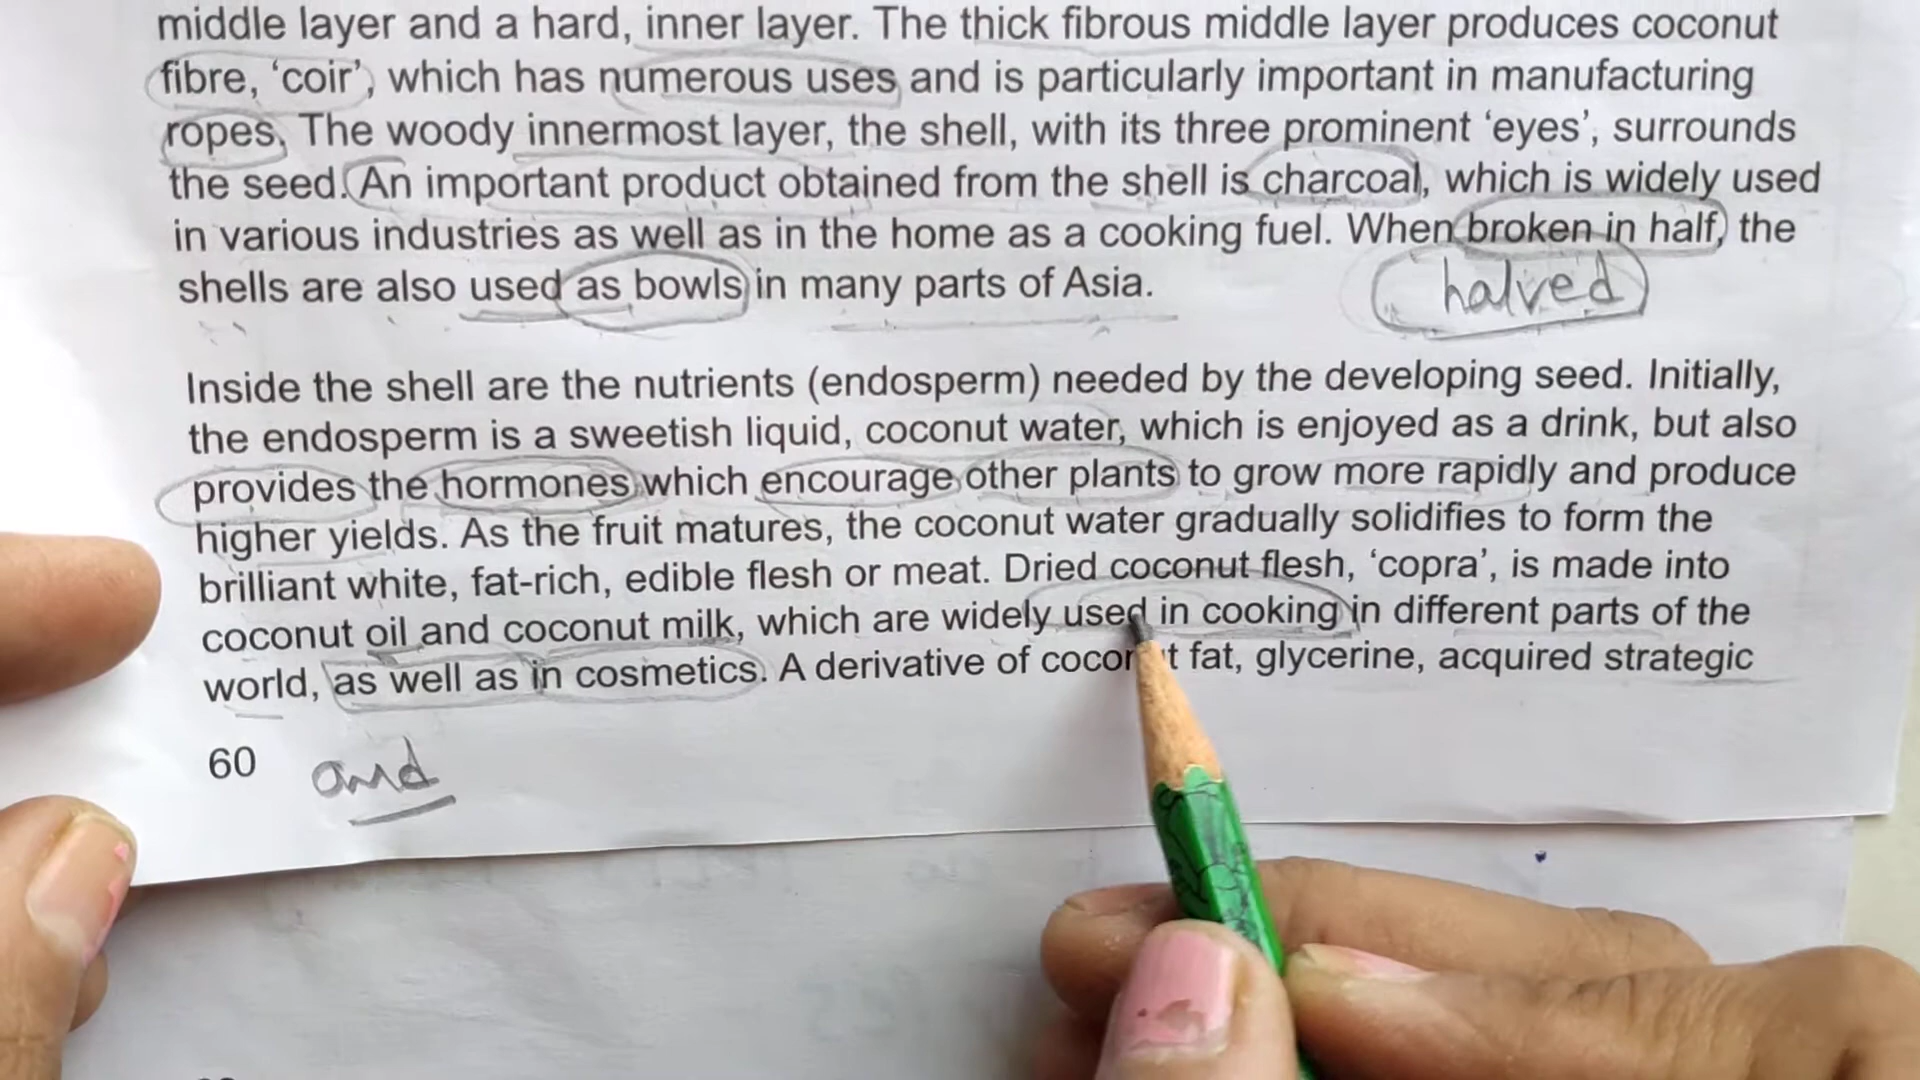 middle layer and a hard, inner layer. The thick fibrous middle layer produces coconut
fibre, ‘coir’, which has numerous uses and is particularly important in manufacturing
ropes. The woody innermost layer, the shell, with its three prominent ‘eyes’, surrounds
the seed. An important product obtained from the shell is charcoal, which is widely used
in various industries as well as in the home as a cooking fuel. When broken in half, the
shells are also used as bowls in many parts of Asia.
halved
Inside the shell are the nutrients (endosperm) needed by the developing seed. Initially,
the endosperm is a sweetish liquid, coconut water, which is enjoyed as a drink, but also
provides the hormones which encourage other plants to grow more rapidly and produce
higher yields. As the fruit matures, the coconut water gradually solidifies to form the
brilliant white, fat-rich, edible flesh or meat. Dried coconut flesh, ‘copra’, is made into
coconut oil and coconut milk, which are widely used in cooking in different parts of the
world, as well as in cosmetics. A derivative of coconut fat, glycerine, acquired strategic
60
and